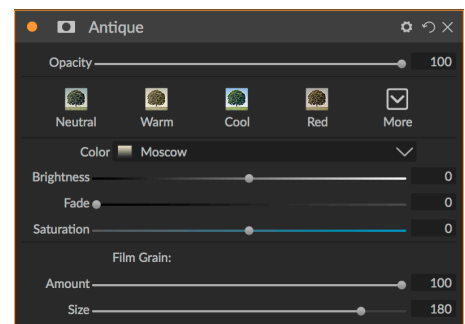 Antique
Opacity 100
Neutral Warm Cool Red More
Color Moscow
Brightness 0
Fade 0
Saturation 0
Film Grain:
Amount 100
Size 180